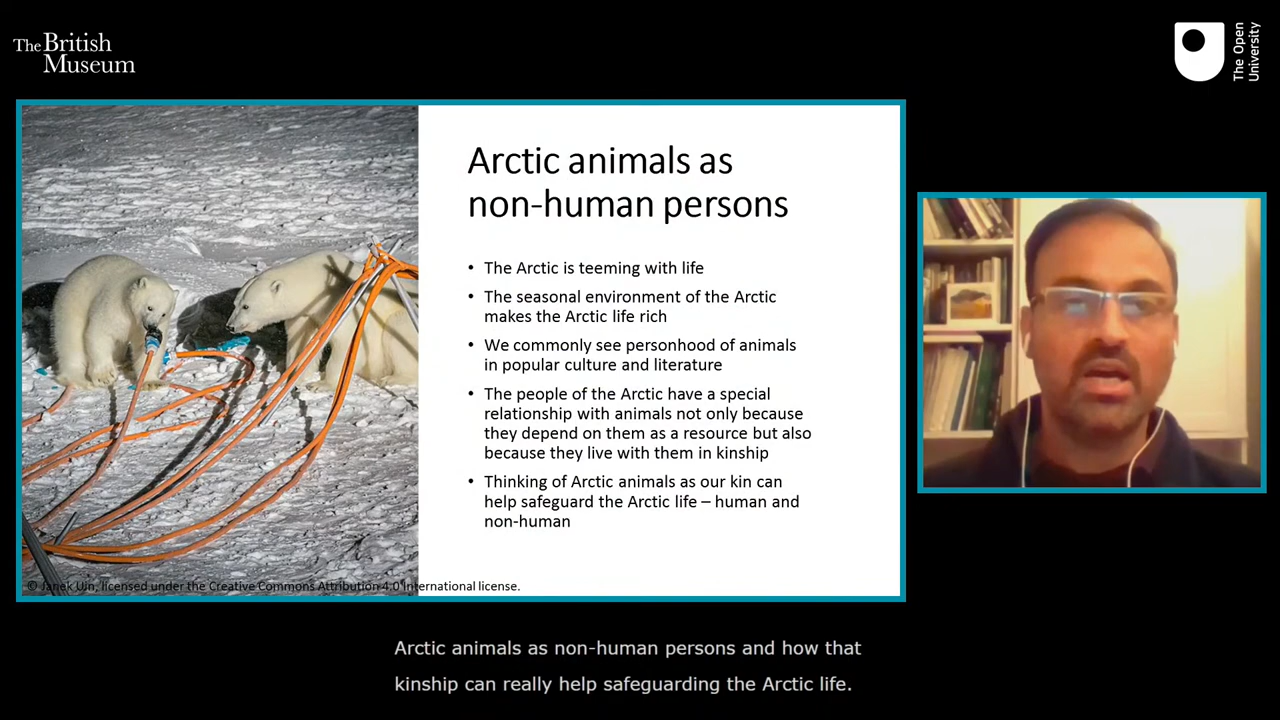 The British
Museum
The Open
University
Arctic animals as
non-human persons
• The Arctic is teeming with life
• The seasonal environment of the Arctic
makes the Arctic life rich
• We commonly see personhood of animals
in popular culture and literature
• The people of the Arctic have a special
relationship with animals not only because
they depend on them as a resource but also
because they live with them in kinship
• Thinking of Arctic animals as our kin can
help safeguard the Arctic life – human and
non-human
© Janek Uin, licensed under the Creative Commons Attribution 4.0 International license.
Arctic animals as non-human persons and how that
kinship can really help safeguarding the Arctic life.